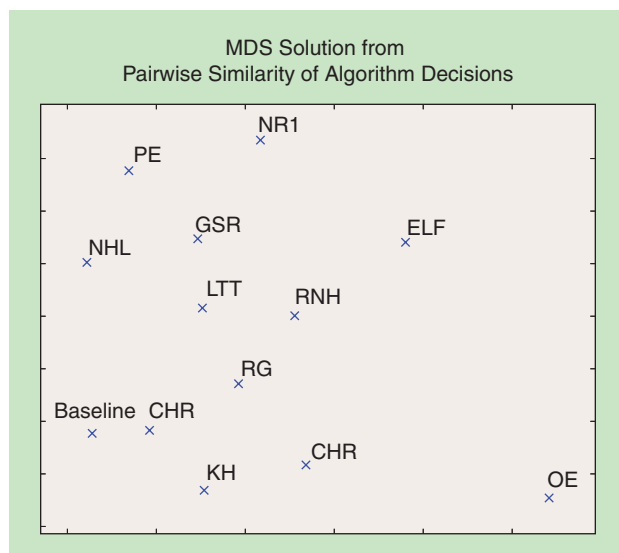 MDS Solution from
Pairwise Similarity of Algorithm Decisions
NR1
PE
GSR
ELF
NHL
LTT
RNH
RG
Baseline CHR
CHR
KH
OE